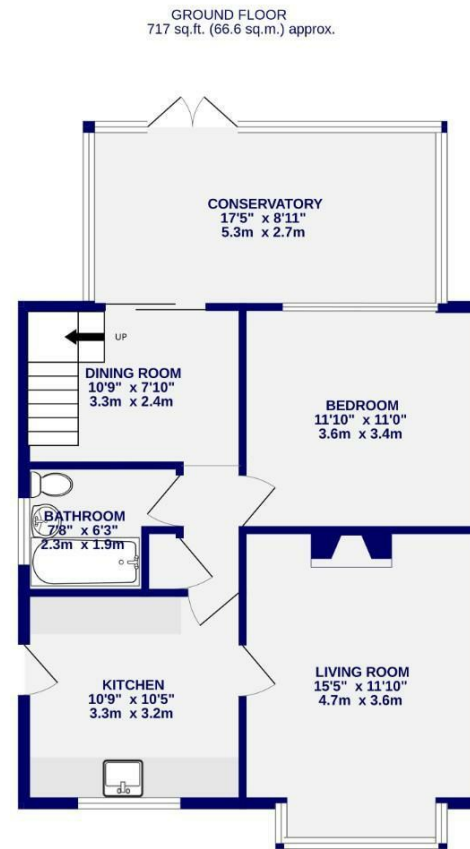 GROUND FLOOR
717 sq.ft. (66.6 sq.m.) approx.
CONSERVATORY
17'5" x 8'11"
5.3m x 2.7m
UP
DINING ROOM
10'9" x 7'10"
3.3m x 2.4m
BEDROOM
11'10" x 11'0"
3.6m x 3.4m
BATHROOM
7'8" x 6'3"
2.3m x 1.9m
KITCHEN
10'9" x 10'5"
3.3m x 3.2m
LIVING ROOM
15'5" x 11'10"
4.7m x 3.6m